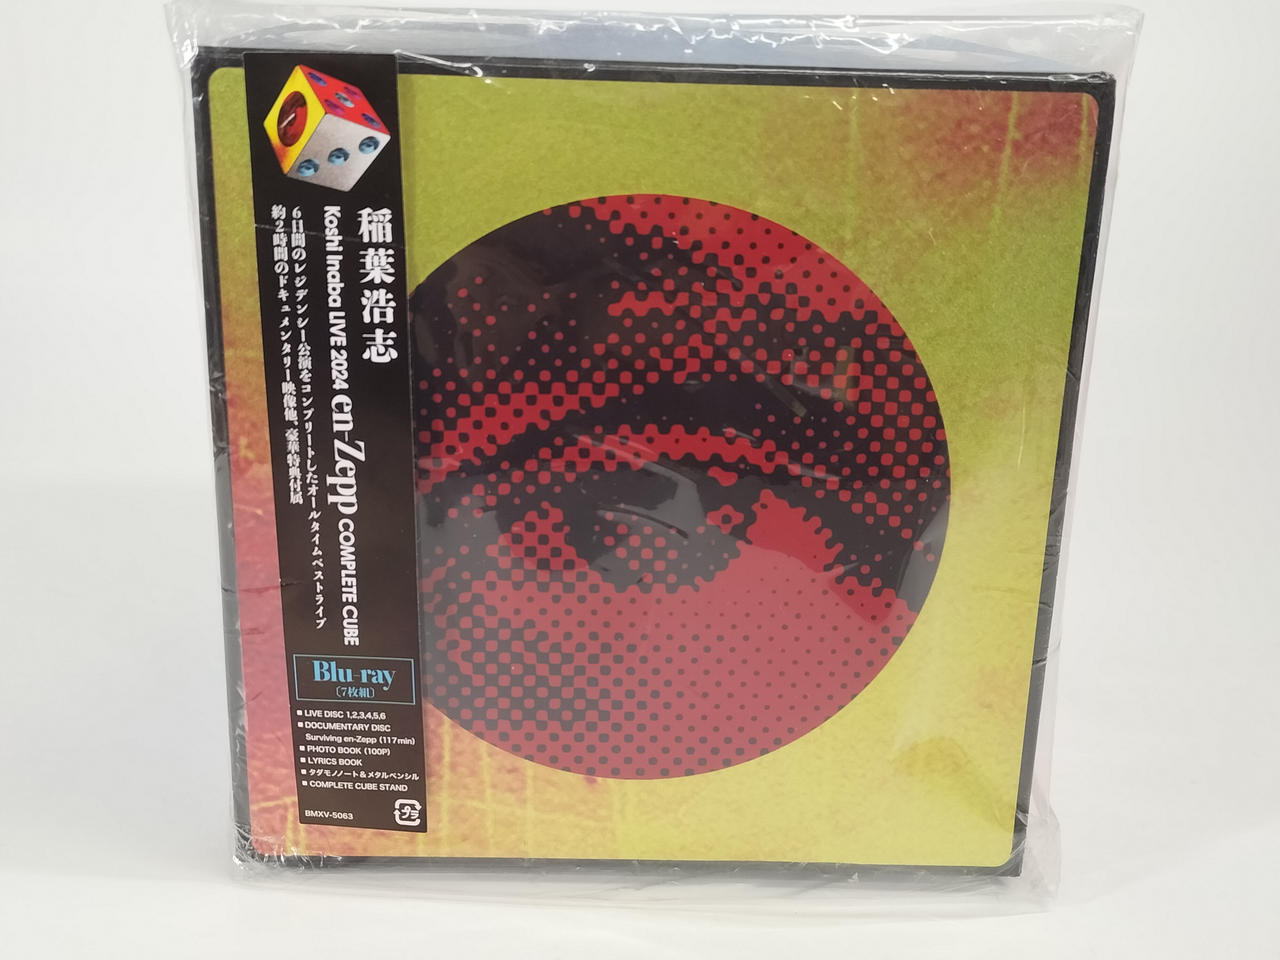 稲葉浩志
Koshi Inaba LIVE 2024 en-Zepp COMPLETE CUBE
6日間のレジデンシー公演をコンプリートしたオールタイムベストライブ
約2時間のドキュメンタリー映像他、豪華特典付属
Blu-ray
〔7枚組〕
■ LIVE DISC 1,2,3,4,5,6
■ DOCUMENTARY DISC
Surviving en-Zepp (117min)
■ PHOTO BOOK (100P)
■ LYRICS BOOK
■ タダモノノート＆メタルペンシル
■ COMPLETE CUBE STAND
BMXV-5063
プラ